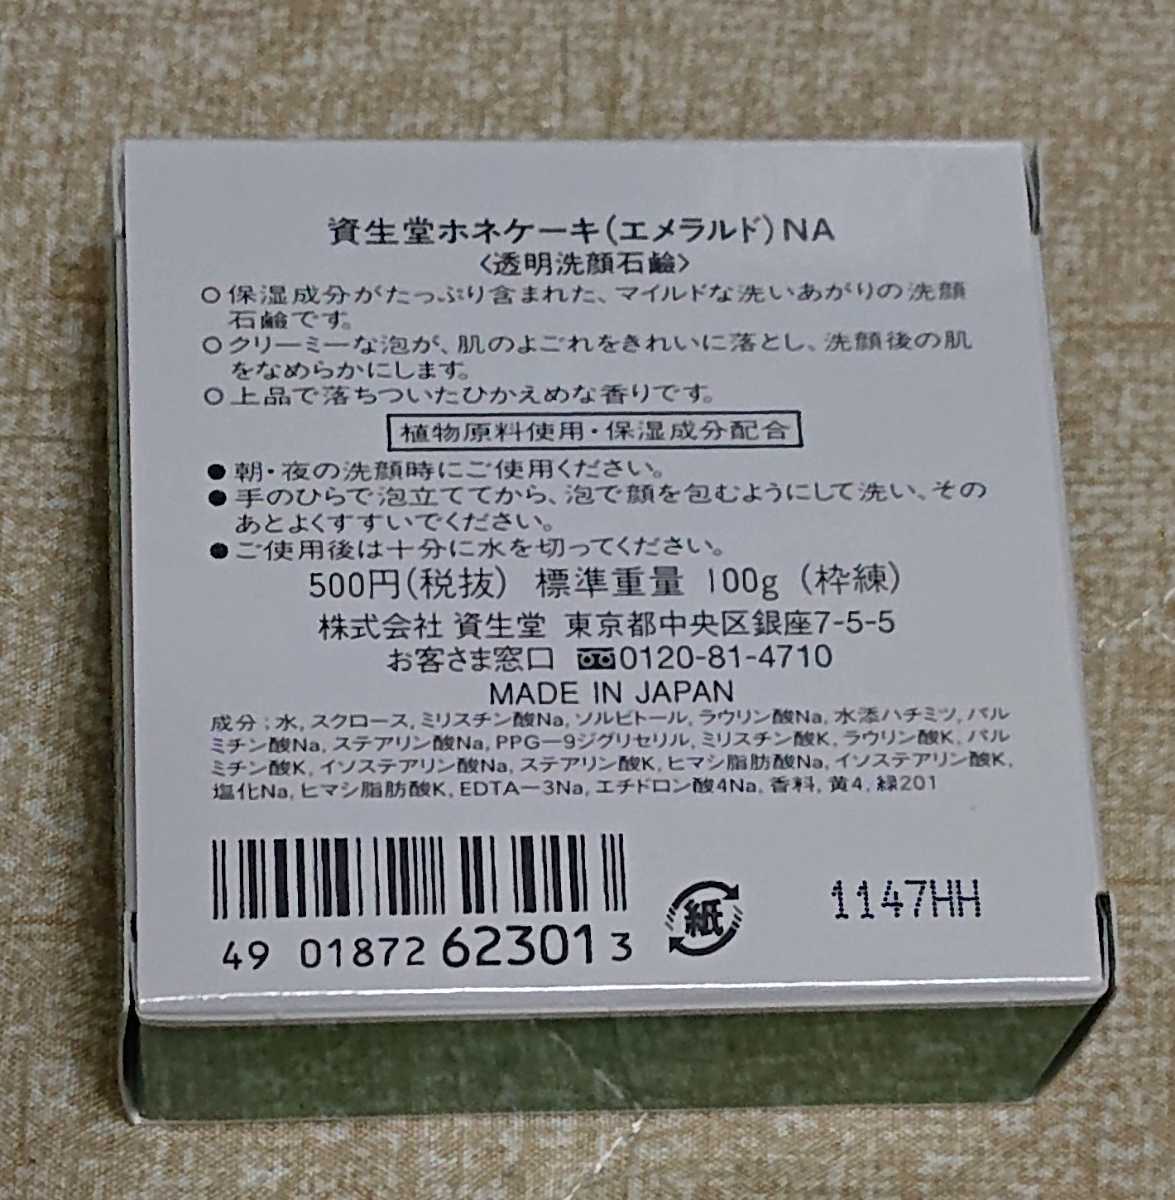 資生堂ホネケーキ(エメラルド)NA
〈透明洗顔石鹸〉
○保湿成分がたっぷり含まれた、マイルドな洗いあがりの洗顔
石鹸です。
○クリーミーな泡が、肌のよごれをきれいに落とし、洗顔後の肌
をなめらかにします。
○上品で落ちついたひかえめな香りです。
植物原料使用・保湿成分配合
●朝・夜の洗顔時にご使用ください。
●手のひらで泡立ててから、泡で顔を包むようにして洗い、その
あとよくすすいでください。
●ご使用後は十分に水を切ってください。
500円(税抜) 標準重量 100g (枠練)
株式会社 資生堂 東京都中央区銀座7-5-5
お客さま窓口 0120-81-4710
MADE IN JAPAN
成分:水,スクロース,ミリスチン酸Na,ソルビトール,ラウリン酸Na,水添ハチミツ,パル
ミチン酸Na,ステアリン酸Na,PPG-9ジグリセリル,ミリスチン酸K,ラウリン酸K,パル
ミチン酸K,イソステアリン酸Na,ステアリン酸K,ヒマシ脂肪酸Na,イソステアリン酸K,
塩化Na,ヒマシ脂肪酸K,EDTA-3Na,エチドロン酸4Na,香料,黄4,緑201
紙
1147HH
49 01872 62301 3